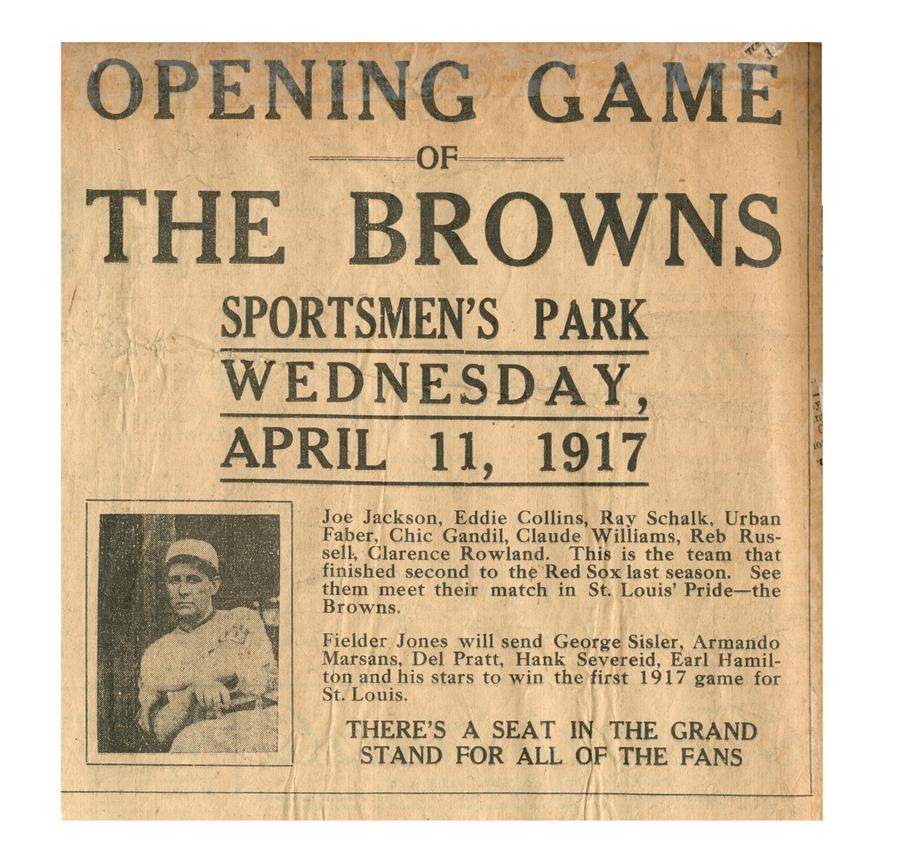 OPENING GAME
OF
THE BROWNS
SPORTSMEN'S PARK
WEDNESDAY,
APRIL 11, 1917
Joe Jackson, Eddie Collins, Ray Schalk, Urban
Faber, Chic Gandil, Claude Williams, Reb Rus-
sell, Clarence Rowland. This is the team that
finished second to the Red Sox last season. See
them meet their match in St. Louis' Pride—the
Browns.
Fielder Jones will send George Sisler, Armando
Marsans, Del Pratt, Hank Severeid, Earl Hamil-
ton and his stars to win the first 1917 game for
St. Louis.
THERE'S A SEAT IN THE GRAND
STAND FOR ALL OF THE FANS